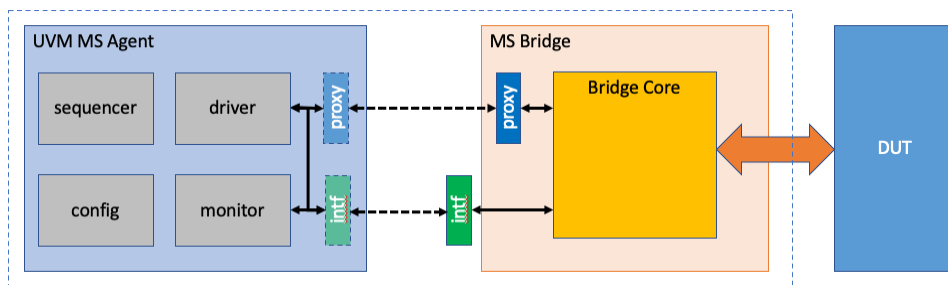 UVM MS Agent
MS Bridge
sequencer
driver
proxy
proxy
Bridge Core
DUT
config
monitor
intf
intf